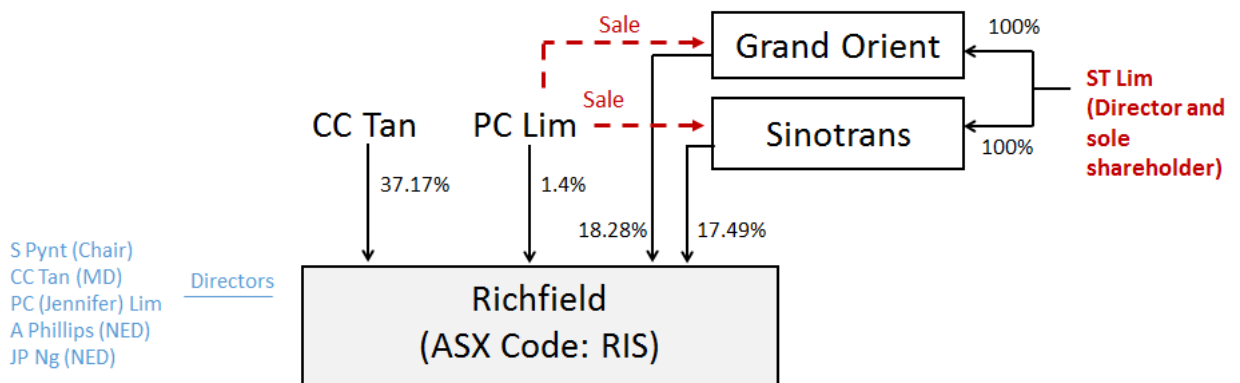 Sale
Grand Orient
100%
ST Lim
(Director and
sole
shareholder)
Sale
CC Tan
PC Lim
Sinotrans
100%
37.17%
1.4%
18.28%
17.49%
S Pynt (Chair)
CC Tan (MD)
PC (Jennifer) Lim
A Phillips (NED)
JP Ng (NED)
Directors
Richfield
(ASX Code: RIS)